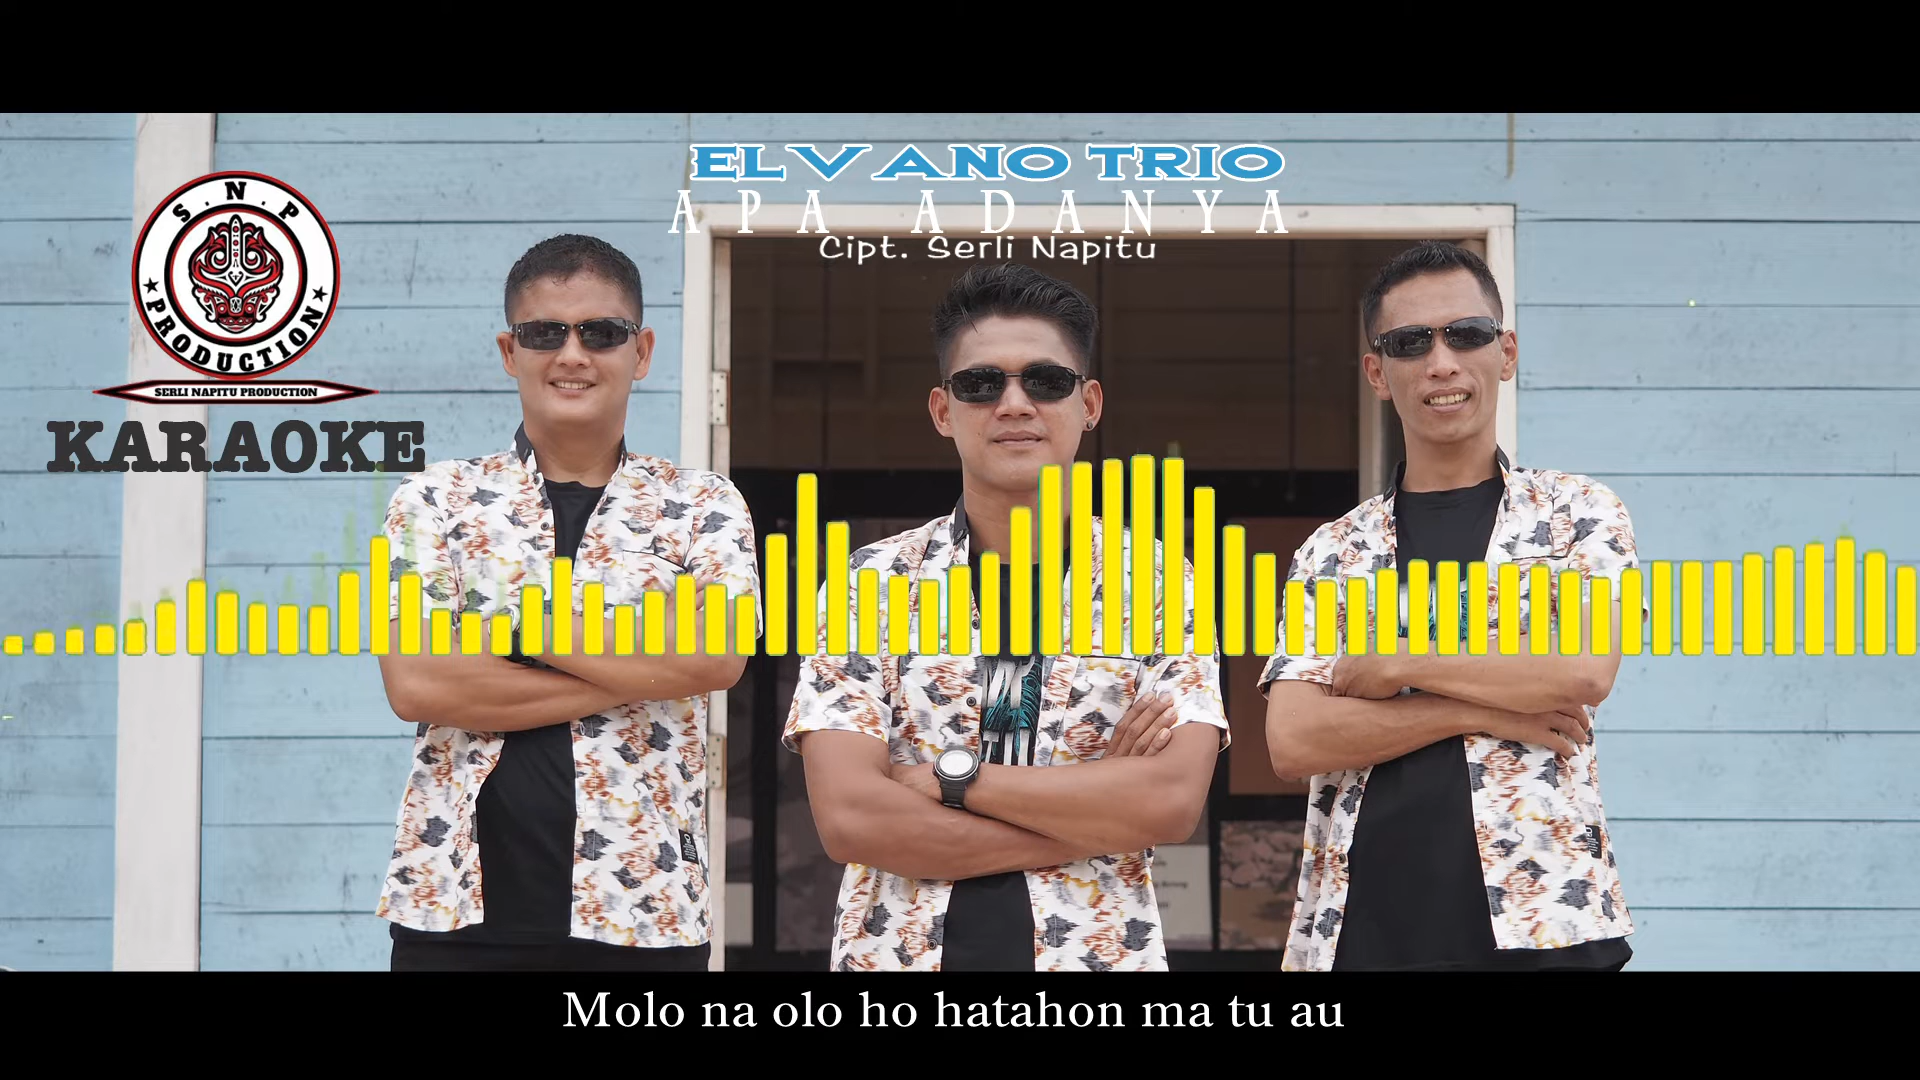 ELVANO TRIO
APA ADANYA
Cipt. Serli Napitu
S.N.P
PRODUCTION
SERLI NAPITU PRODUCTION
KARAOKE
Molo na olo ho hatahon ma tu au